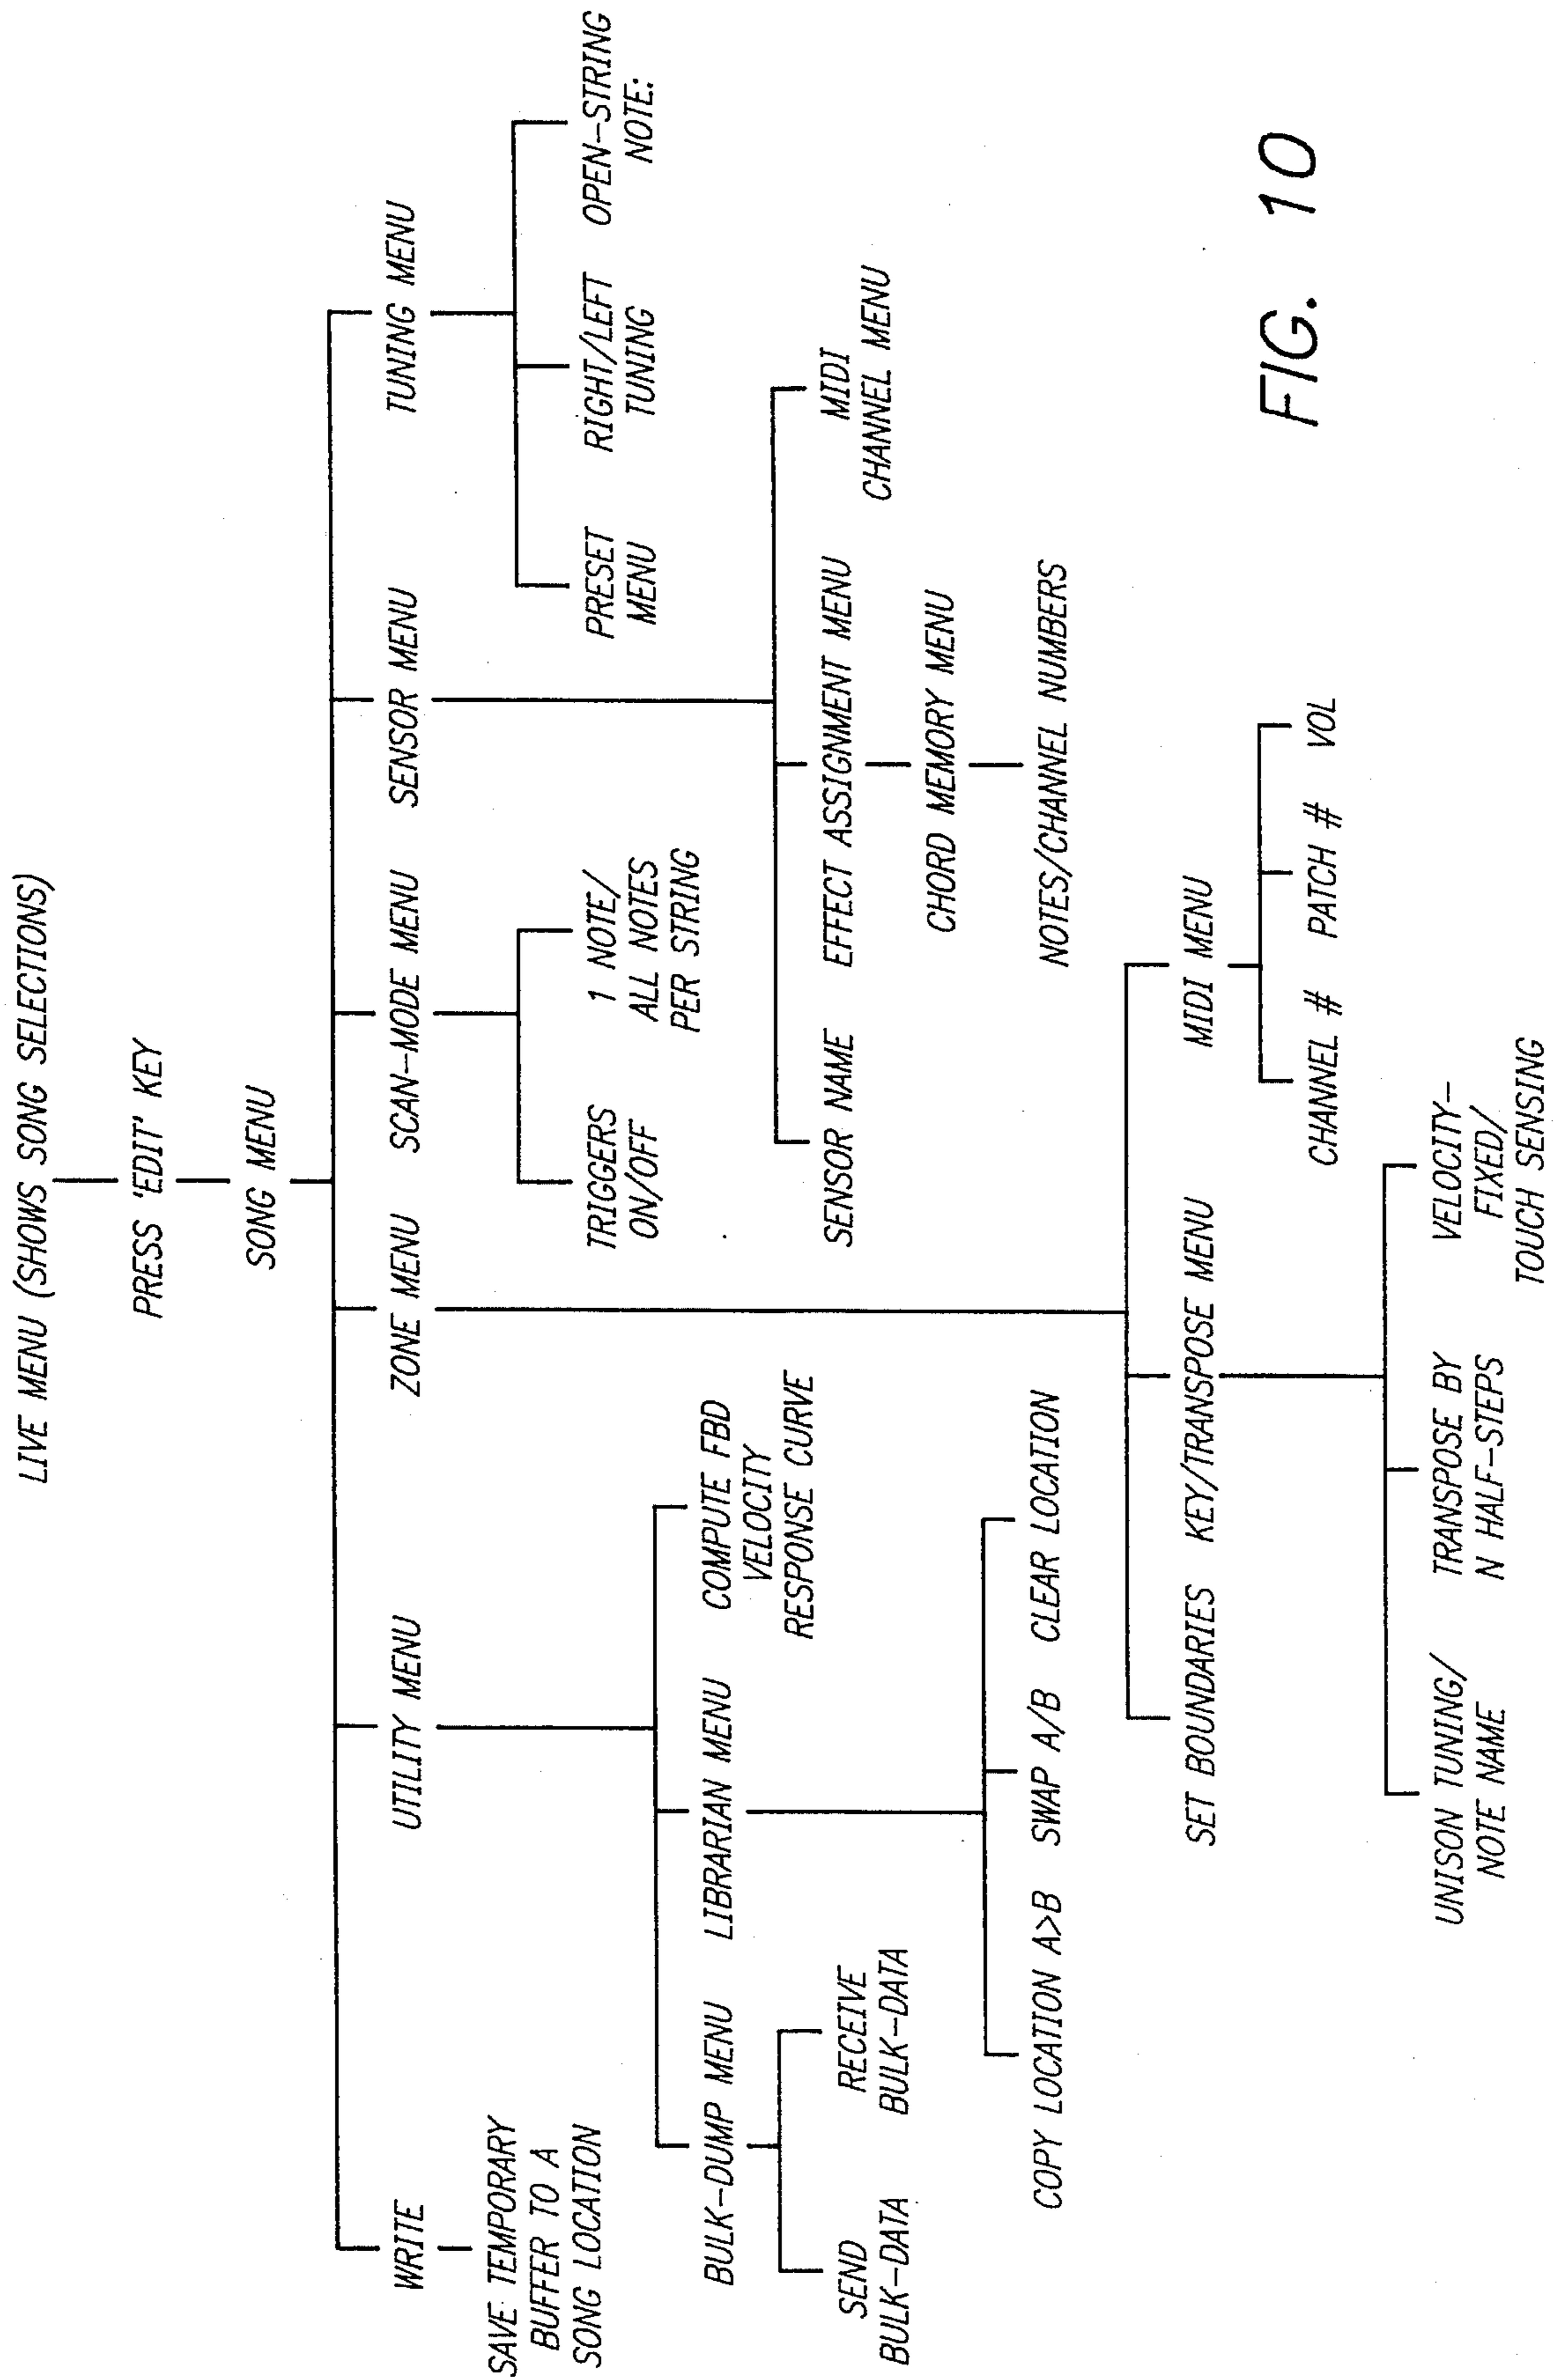 LIVE MENU (SHOWS SONG SELECTIONS)
PRESS 'EDIT' KEY
SONG MENU
WRITE
UTILITY MENU
ZONE MENU
SCAN-MODE MENU
SENSOR MENU
TUNING MENU
SAVE TEMPORARY
BUFFER TO A
SONG LOCATION
BULK-DUMP MENU
LIBRARIAN MENU
COMPUTE FBD
VELOCITY
RESPONSE CURVE
SEND
BULK-DATA
RECEIVE
BULK-DATA
COPY LOCATION A>B
SWAP A/B
CLEAR LOCATION
TRIGGERS
ON/OFF
1 NOTE/
ALL NOTES
PER STRING
PRESET
MENU
RIGHT/LEFT
TUNING
OPEN-STRING
NOTE:
SENSOR NAME
EFFECT ASSIGNMENT MENU
MIDI
CHANNEL MENU
CHORD MEMORY MENU
NOTES/CHANNEL NUMBERS
SET BOUNDARIES
KEY/TRANSPOSE MENU
MIDI MENU
CHANNEL #
PATCH #
VOL
UNISON TUNING/
NOTE NAME
TRANSPOSE BY
N HALF-STEPS
VELOCITY-
FIXED/
TOUCH SENSING
FIG. 10